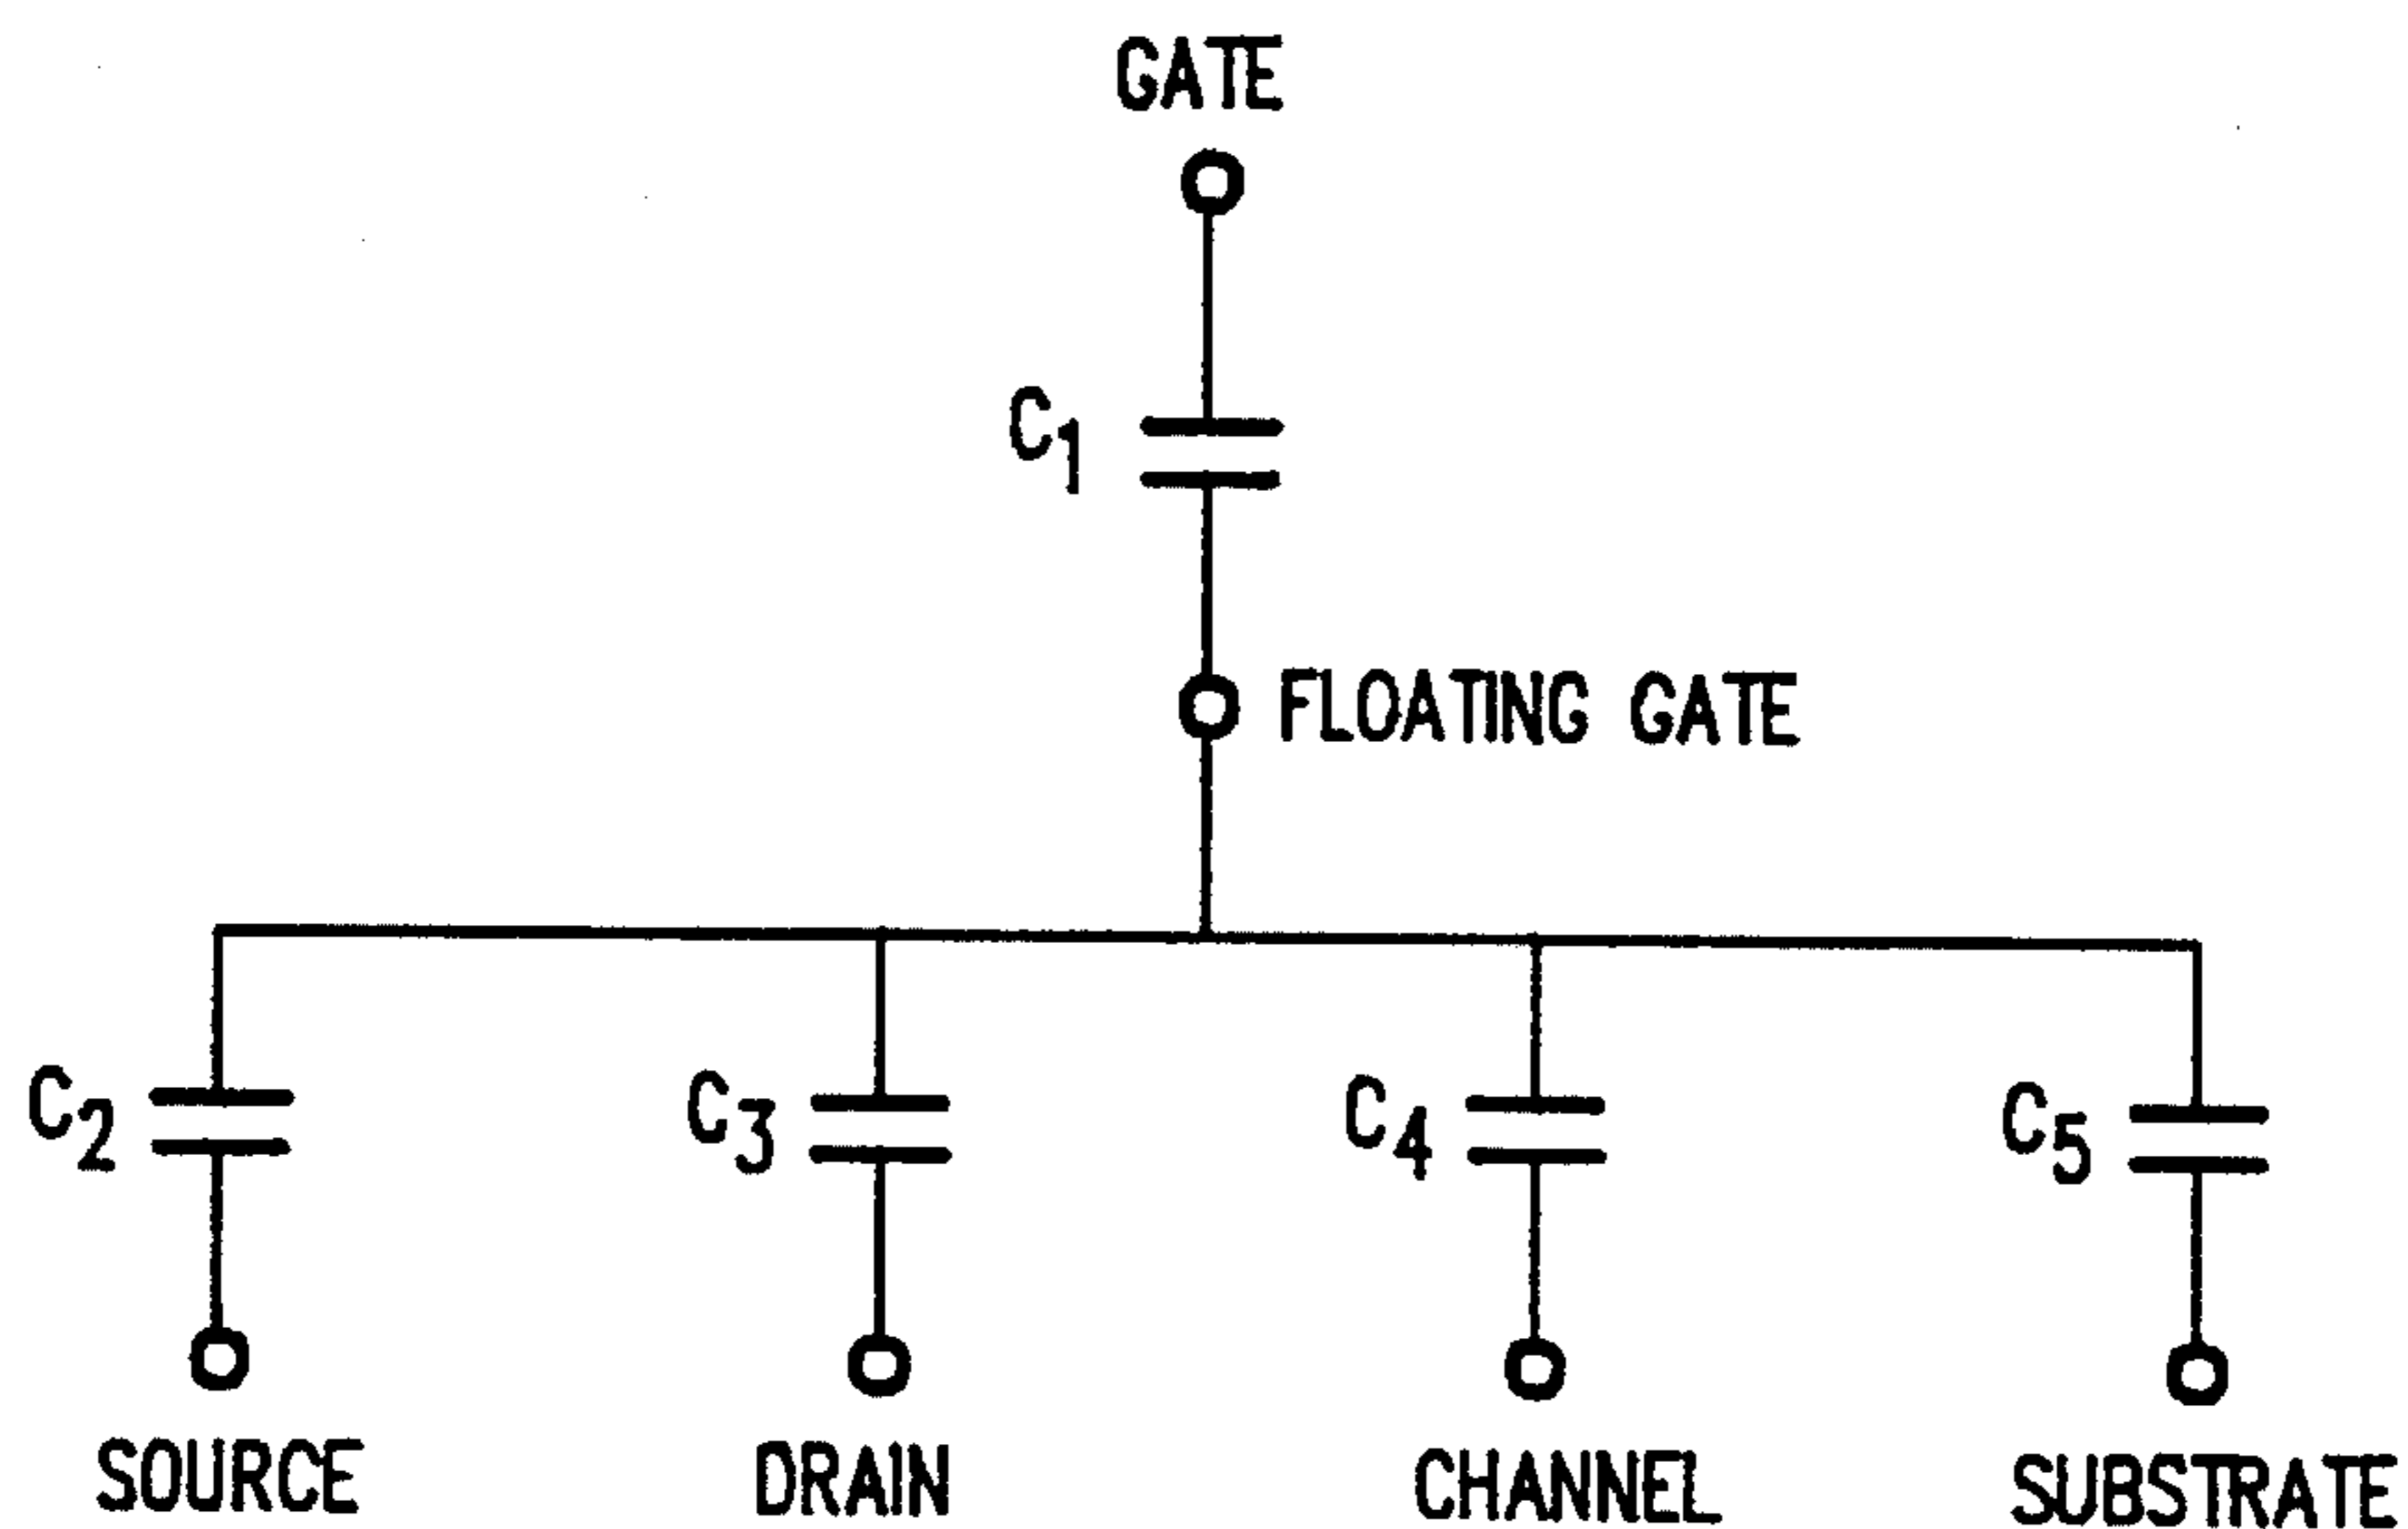 GATE
C1
FLOATING GATE
C2
C3
C4
C5
SOURCE
DRAIN
CHANNEL
SUBSTRATE